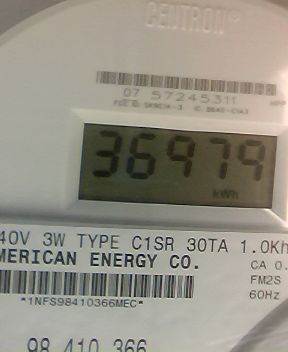 CENTRON®
07 57245311
36979
kWh
40V 3W TYPE C1SR 30TA 1.0Kh
MERICAN ENERGY CO.
CA 0.
*1NFS98410366MEC*
FM2S
60Hz
98 410 366